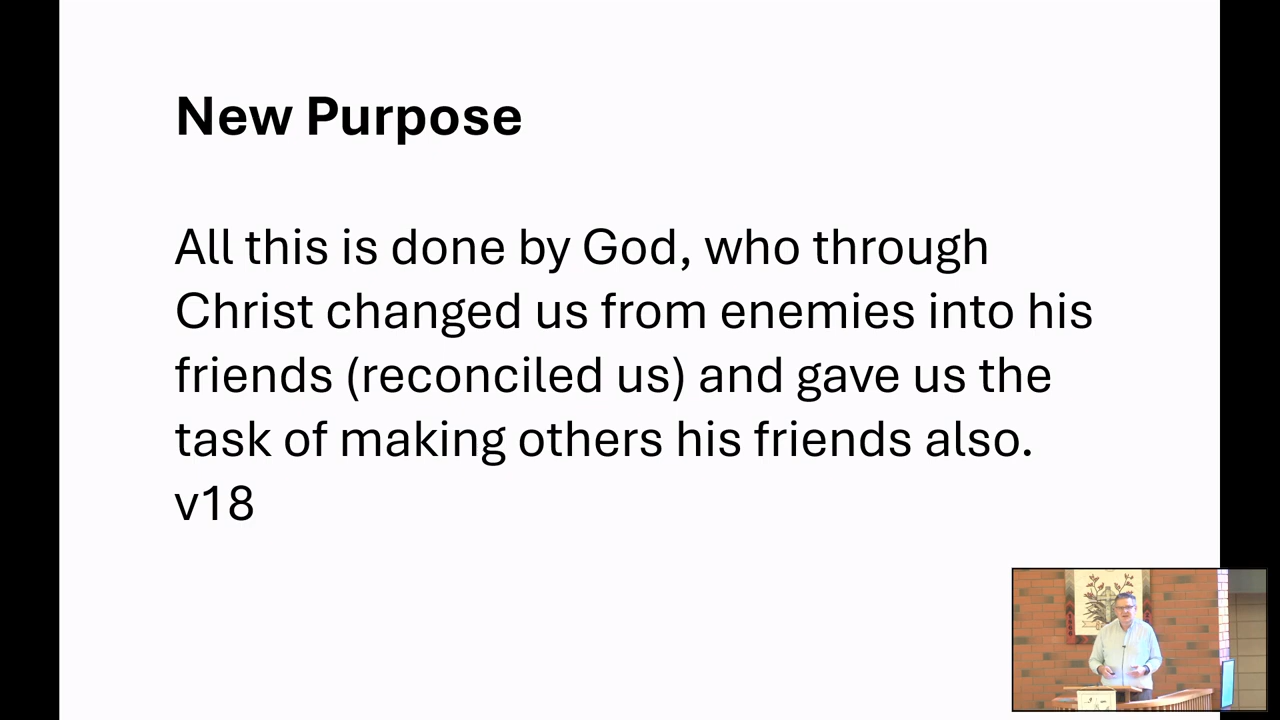 New Purpose
All this is done by God, who through
Christ changed us from enemies into his
friends (reconciled us) and gave us the
task of making others his friends also.
v18